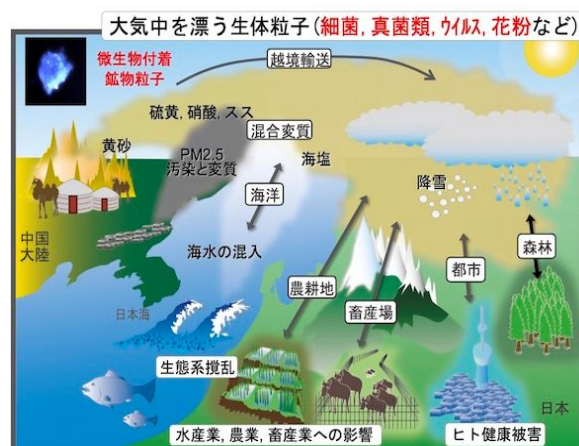 大気中を漂う生体粒子(細菌, 真菌類, ウイルス, 花粉など)
微生物付着
鉱物粒子
越境輸送
硫黄, 硝酸, スス
混合変質
黄砂
PM2.5
汚染と変質
海塩
降雪
海洋
中国
大陸
海水の混入
森林
都市
農耕地
畜産場
日本海
生態系撹乱
日本
水産業, 農業, 畜産業への影響
ヒト健康被害